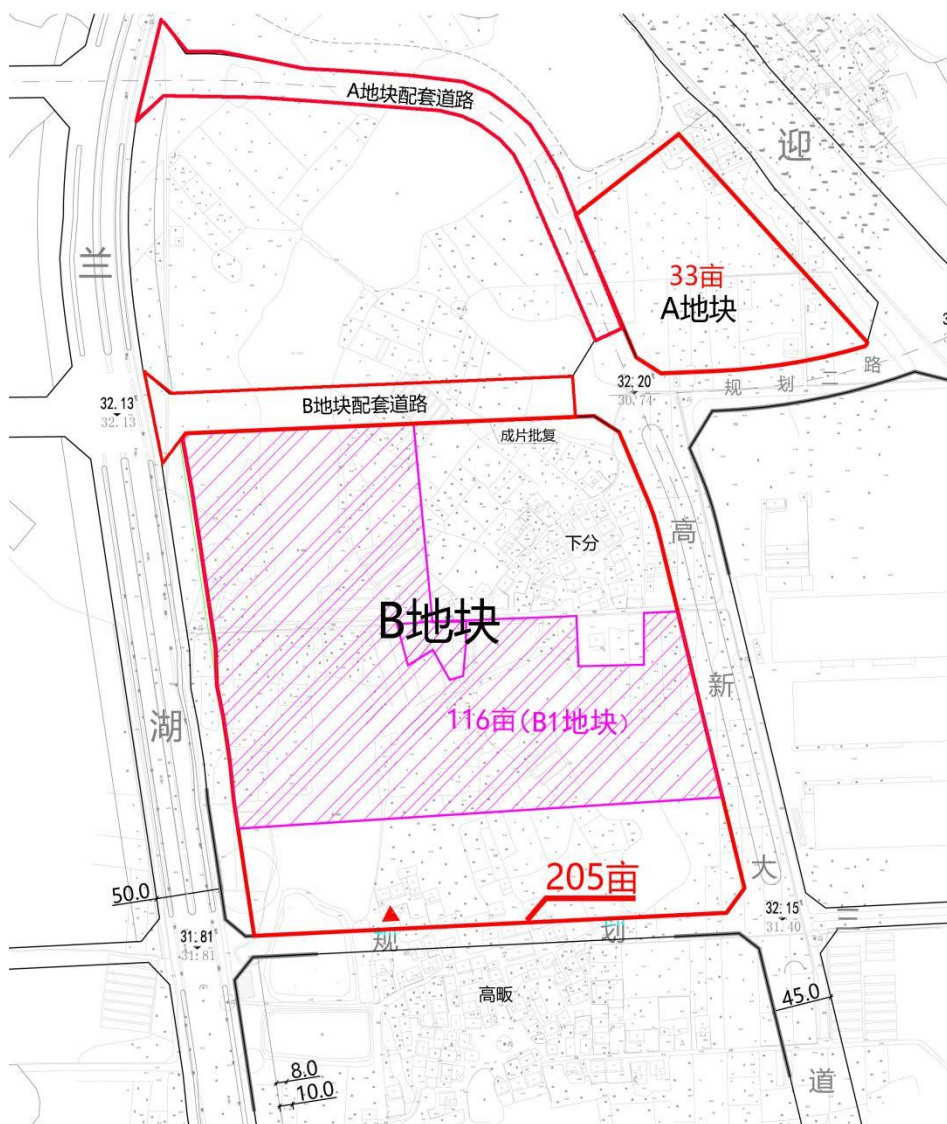 A地块配套道路
迎
兰
33亩
A地块
32.20
30.74
规划二路
32.13
32.13
B地块配套道路
成片批复
高
下分
B地块
新
湖
116亩(B1地块)
大
205亩
50.0
32.15
31.40
31.81
31.81
规
划
三
高畈
45.0
8.0
10.0
道